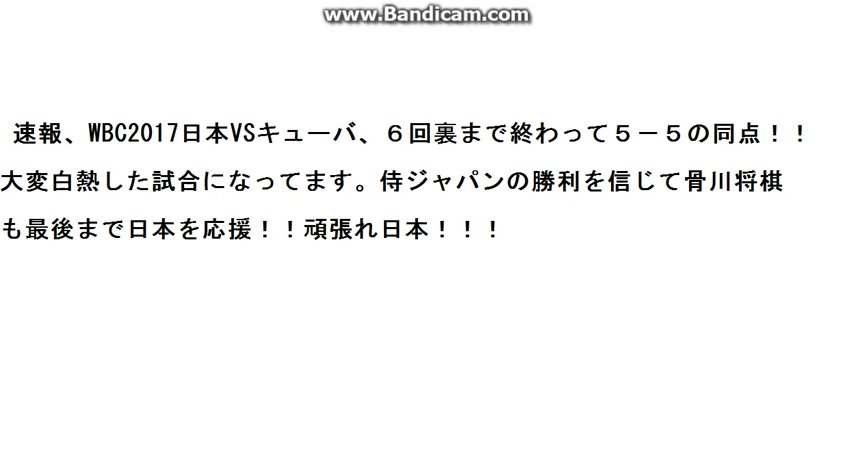 www.Bandicam.com
速報、WBC2017日本VSキューバ、６回裏まで終わって５－５の同点！！
大変白熱した試合になってます。侍ジャパンの勝利を信じて骨川将棋
も最後まで日本を応援！！頑張れ日本！！！